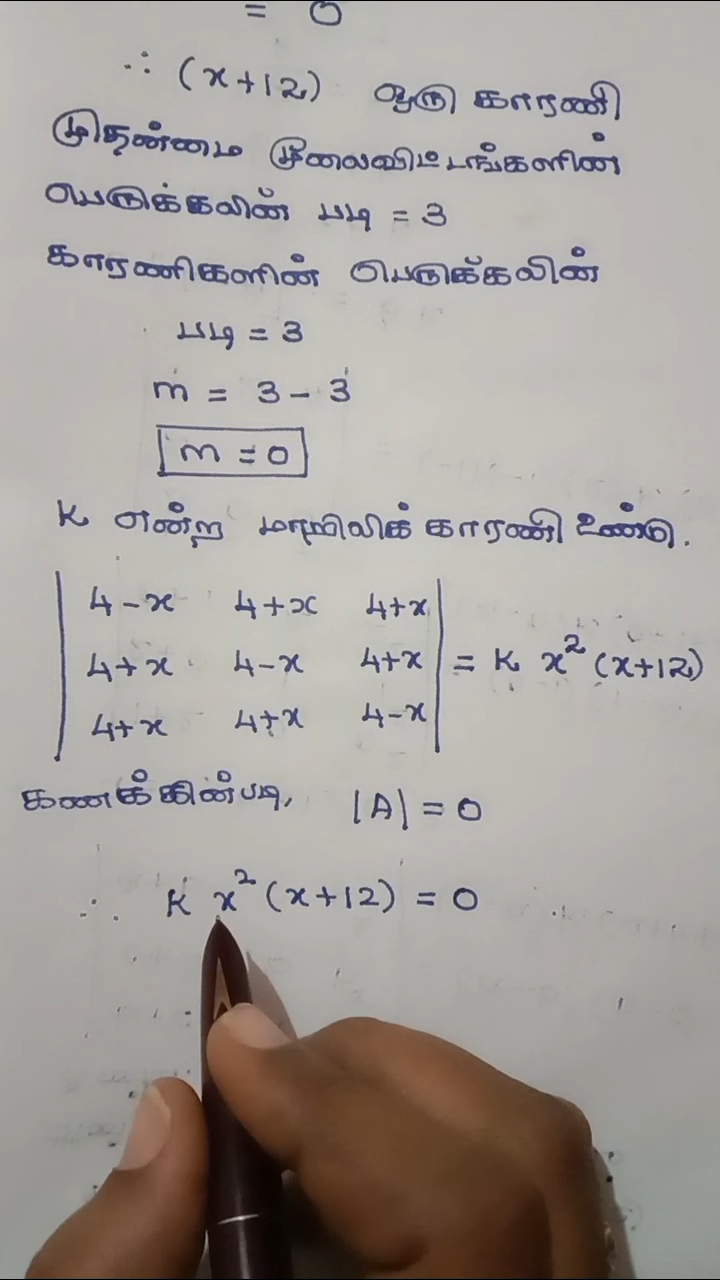 = 0
∴ (x+12) ஒரு காரணி
முதன்மை மூலைவிட்டங்களின்
பெருக்கலின் படி = 3
காரணிகளின் பெருக்கலின்
படி = 3
m = 3 - 3
m = 0
K என்ற மாறிலிக் காரணி உண்டு.
| 4-x 4+x 4+x |
| 4+x 4-x 4+x | = K x² (x+12)
| 4+x 4+x 4-x |
கணக்கின்படி, |A| = 0
∴ K x² (x+12) = 0